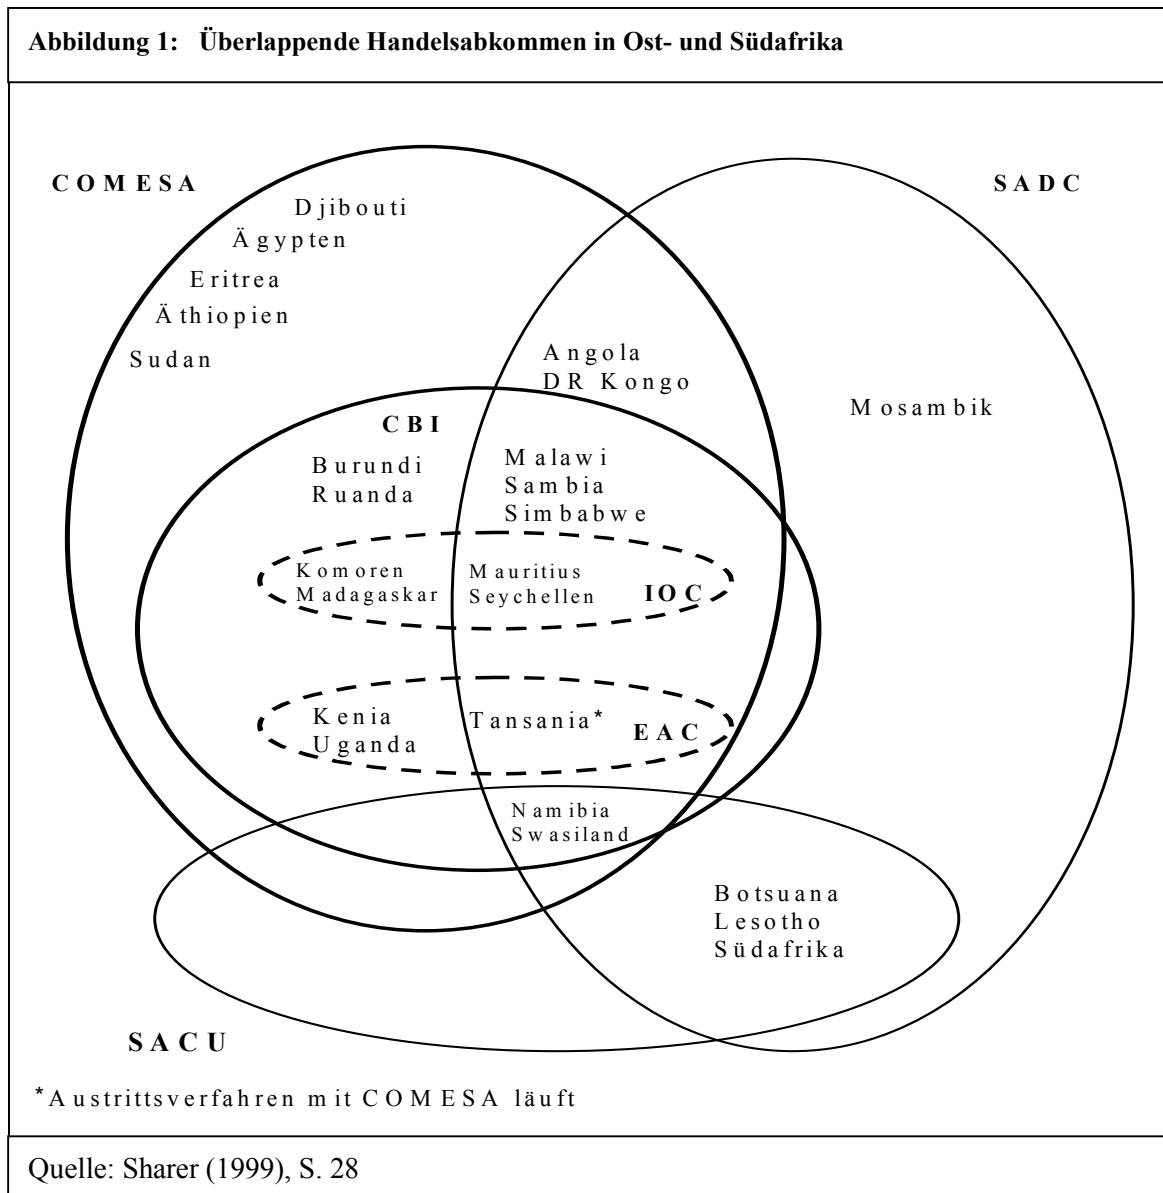 Abbildung 1: Überlappende Handelsabkommen in Ost- und Südafrika
COMESA
SADC
Djibouti
Ägypten
Eritrea
Äthiopien
Sudan
Angola
DR Kongo
Mosambik
CBI
Burundi
Ruanda
Malawi
Sambia
Simbabwe
Komoren
Madagaskar
Mauritius
Seychellen
IOC
Kenia
Uganda
Tansania*
EAC
Namibia
Swasiland
Botsuana
Lesotho
Südafrika
SACU
*Austrittsverfahren mit COMESA läuft
Quelle: Sharer (1999), S. 28